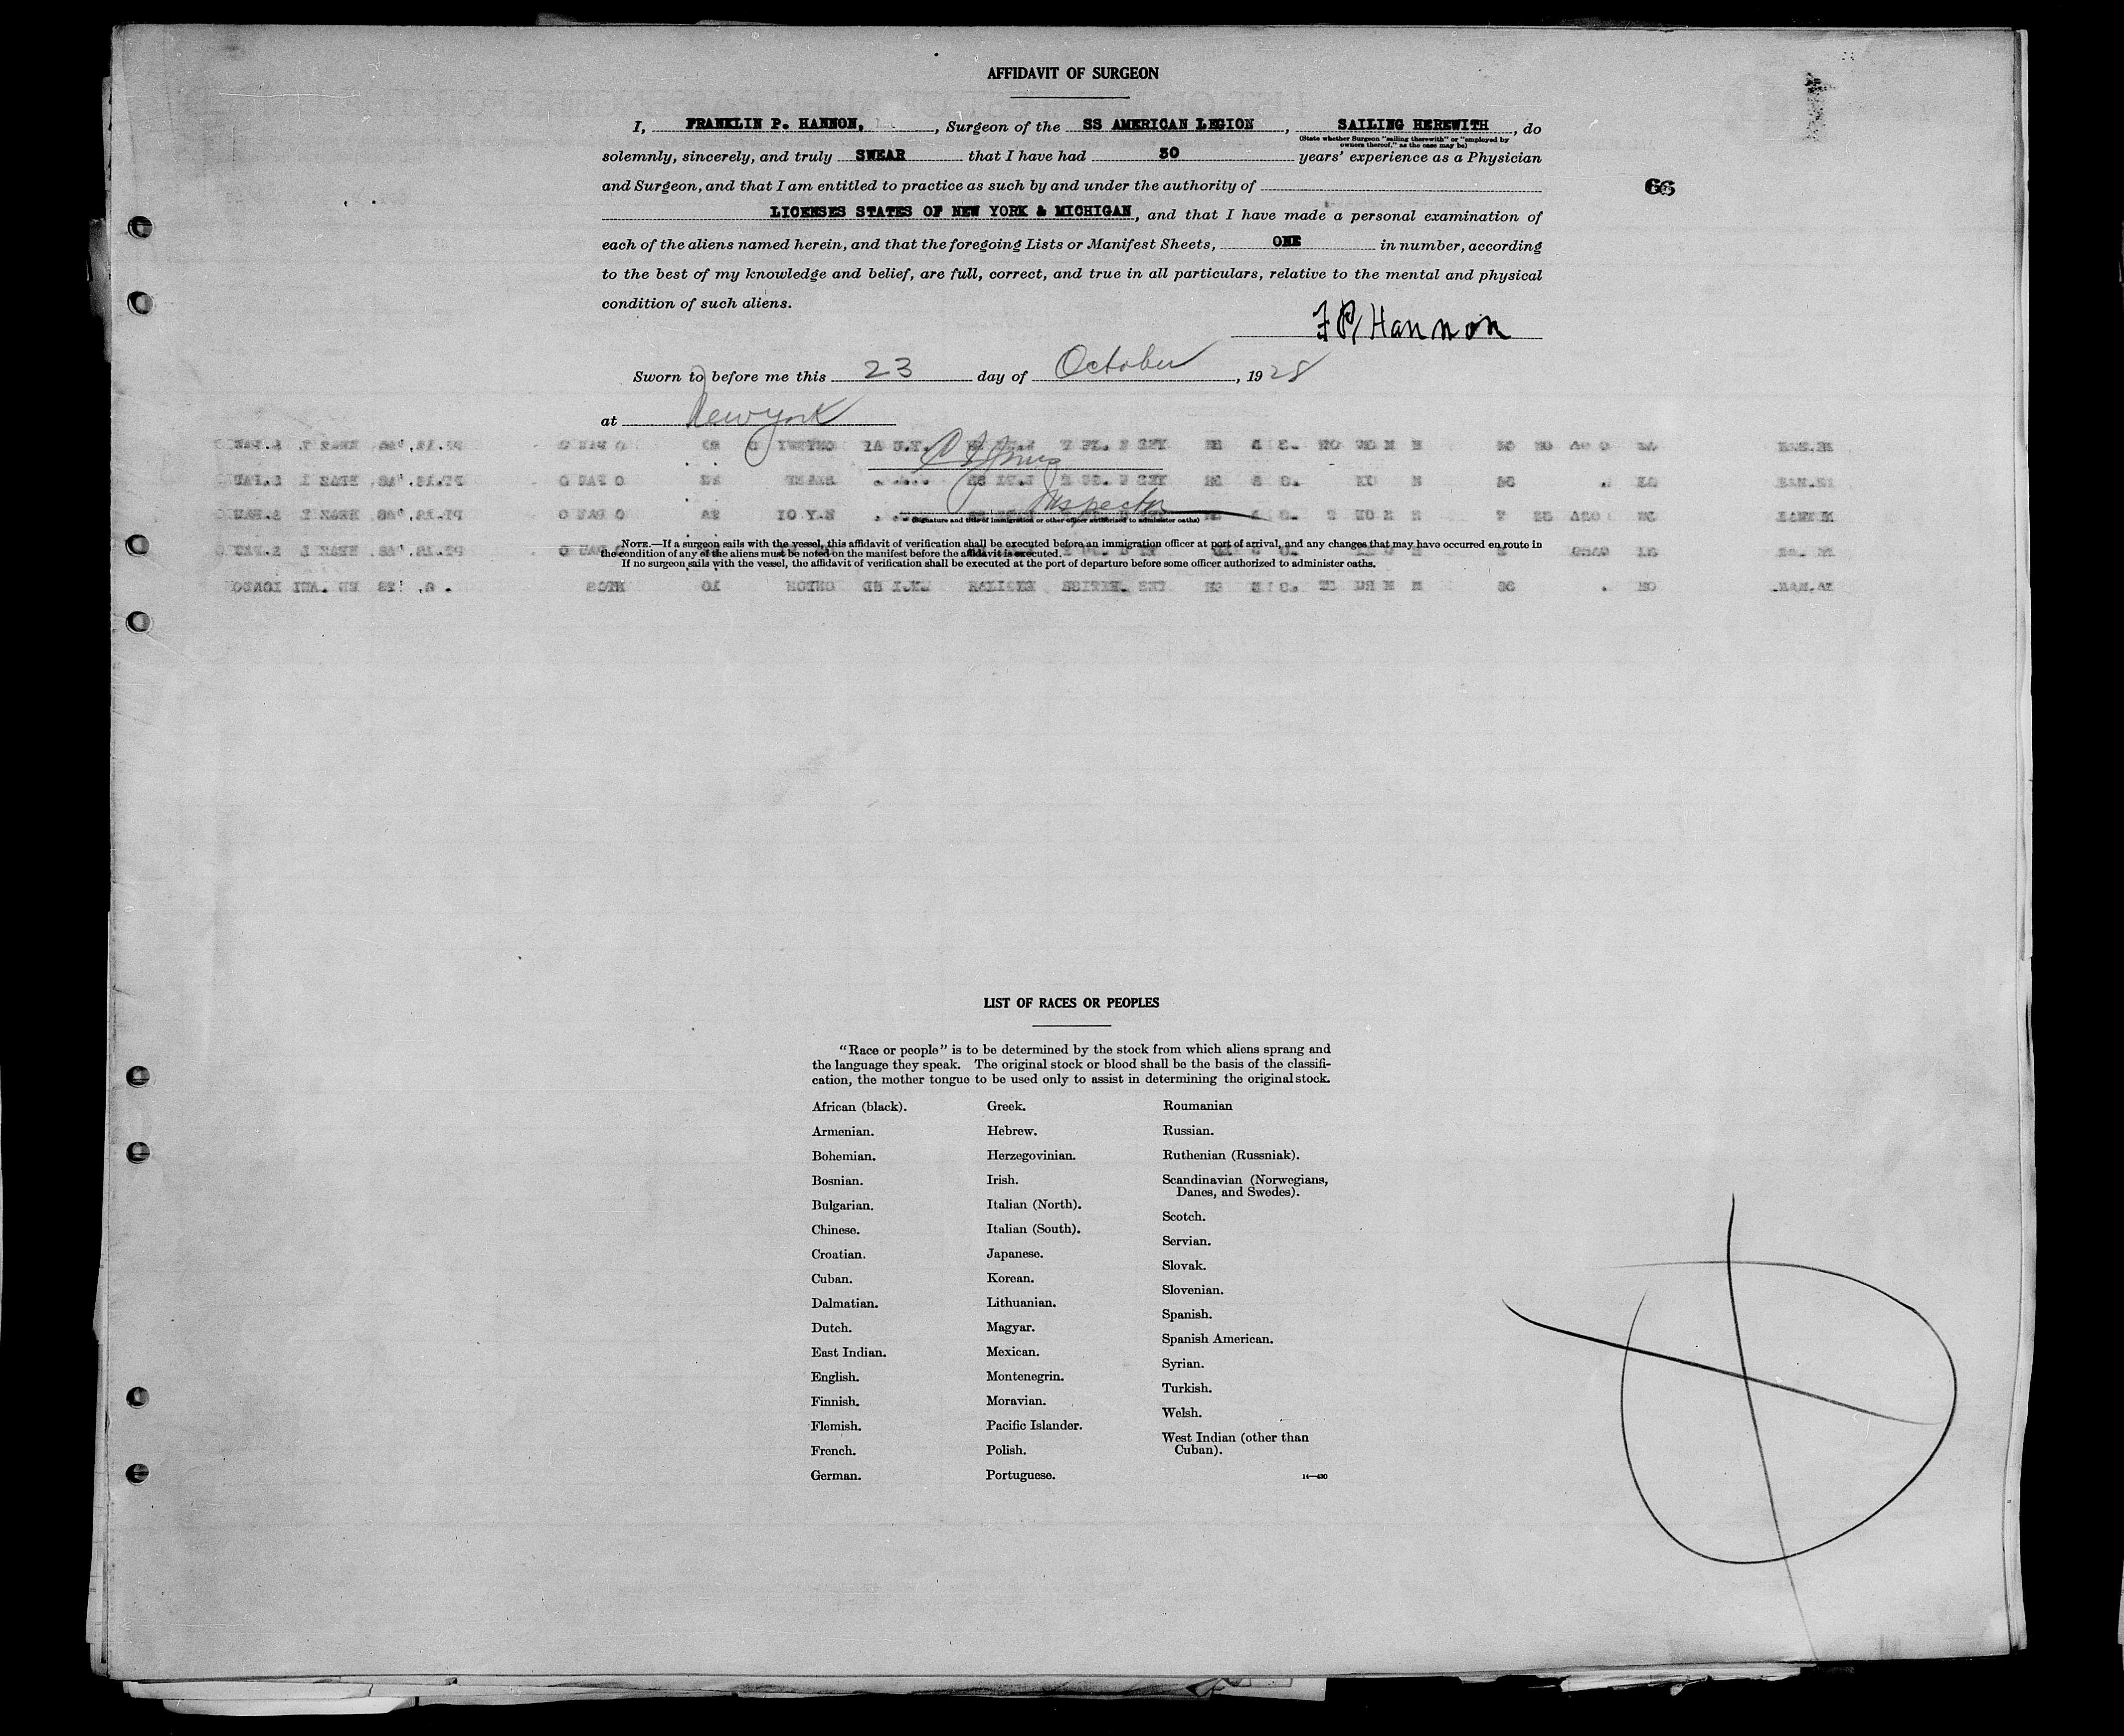 AFFIDAVIT OF SURGEON
I, FRANKLIN P. HANNON, , Surgeon of the SS AMERICAN LEGION , SAILING HEREWITH , do
(State whether Surgeon "sailing therewith" or "employed by
owners thereof," as the case may be)
solemnly, sincerely, and truly SWEAR that I have had 30 years' experience as a Physician
and Surgeon, and that I am entitled to practice as such by and under the authority of
66
LICENSES STATES OF NEW YORK & MICHIGAN, and that I have made a personal examination of
each of the aliens named herein, and that the foregoing Lists or Manifest Sheets, ONE in number, according
to the best of my knowledge and belief, are full, correct, and true in all particulars, relative to the mental and physical
condition of such aliens.
F P Hannon
Sworn to before me this 23 day of October, 1928
at New York
Inspector
(Signature and title of immigration or other officer authorized to administer oaths)
NOTE.—If a surgeon sails with the vessel, this affidavit of verification shall be executed before an immigration officer at port of arrival, and any changes that may have occurred en route in
the condition of any of the aliens must be noted on the manifest before the affidavit is executed.
If no surgeon sails with the vessel, the affidavit of verification shall be executed at the port of departure before some officer authorized to administer oaths.
LIST OF RACES OR PEOPLES
"Race or people" is to be determined by the stock from which aliens sprang and
the language they speak. The original stock or blood shall be the basis of the classifi-
cation, the mother tongue to be used only to assist in determining the original stock.
African (black).
Armenian.
Bohemian.
Bosnian.
Bulgarian.
Chinese.
Croatian.
Cuban.
Dalmatian.
Dutch.
East Indian.
English.
Finnish.
Flemish.
French.
German.
Greek.
Hebrew.
Herzegovinian.
Irish.
Italian (North).
Italian (South).
Japanese.
Korean.
Lithuanian.
Magyar.
Mexican.
Montenegrin.
Moravian.
Pacific Islander.
Polish.
Portuguese.
Roumanian
Russian.
Ruthenian (Russniak).
Scandinavian (Norwegians,
Danes, and Swedes).
Scotch.
Servian.
Slovak.
Slovenian.
Spanish.
Spanish American.
Syrian.
Turkish.
Welsh.
West Indian (other than
Cuban).
14—430